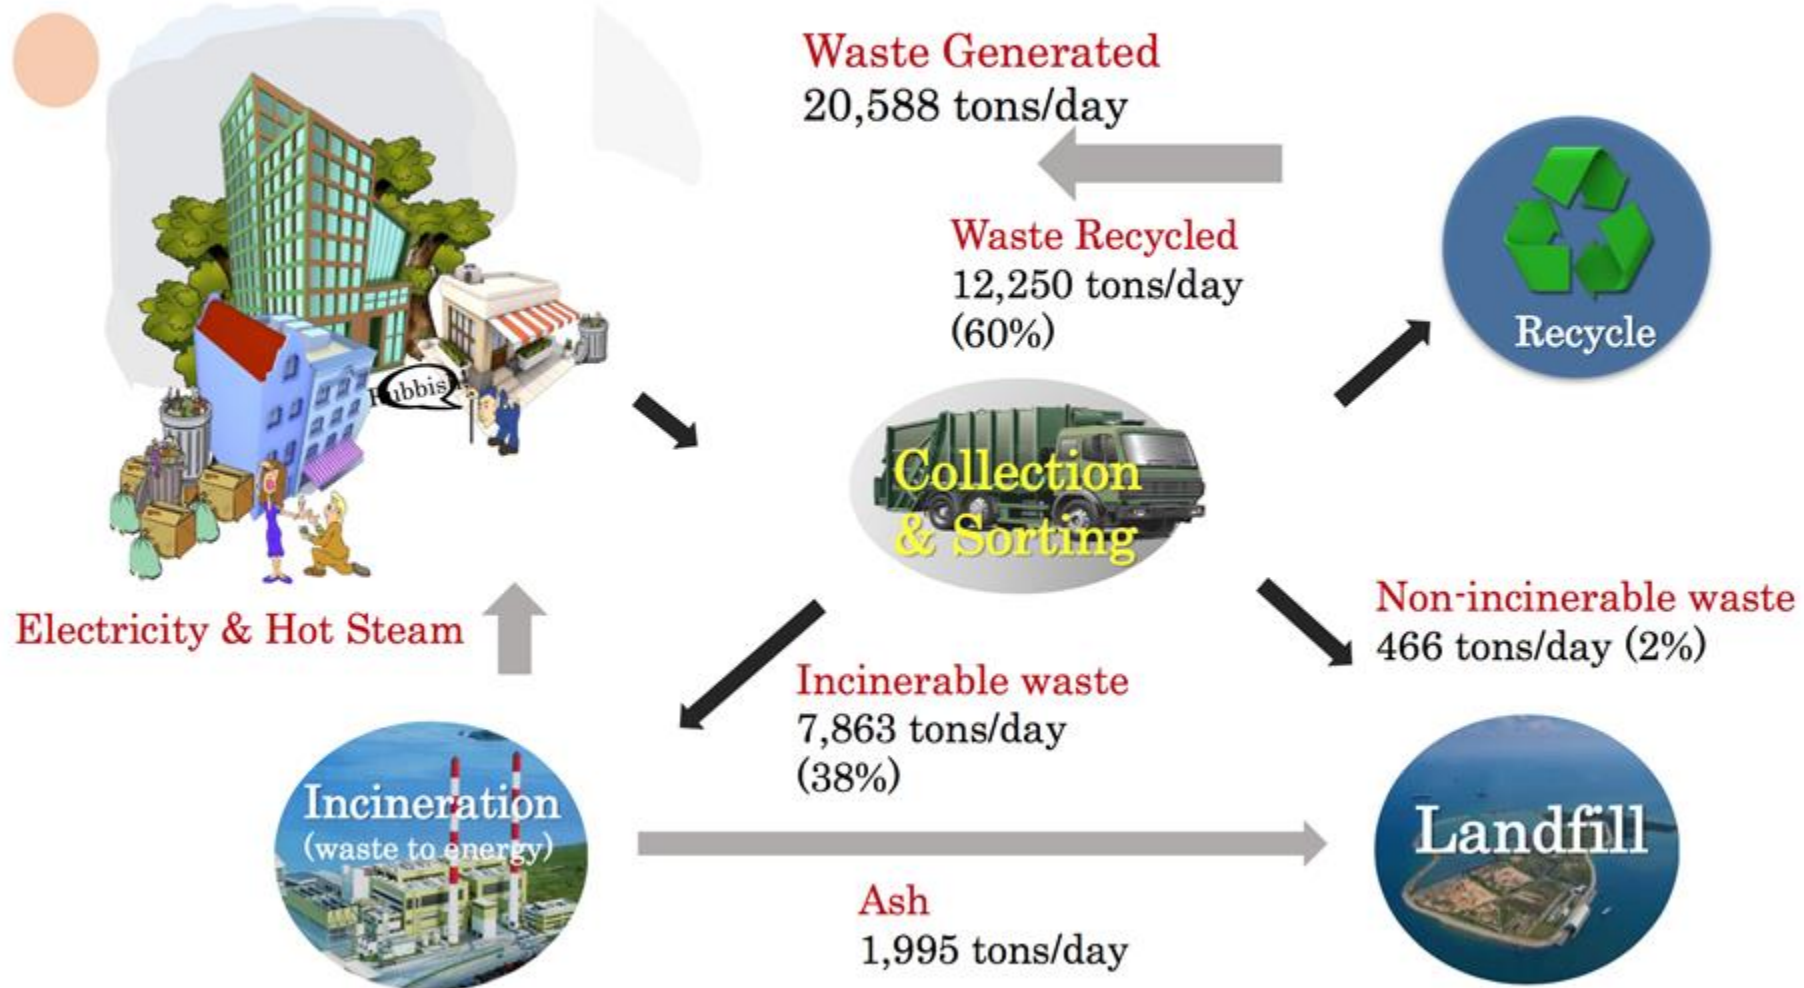 Waste Generated
20,588 tons/day
Waste Recycled
12,250 tons/day
(60%)
Recycle
Collection
& Sorting
Electricity & Hot Steam
Incinerable waste
7,863 tons/day
(38%)
Non-incinerable waste
466 tons/day (2%)
Incineration
(waste to energy)
Landfill
Ash
1,995 tons/day